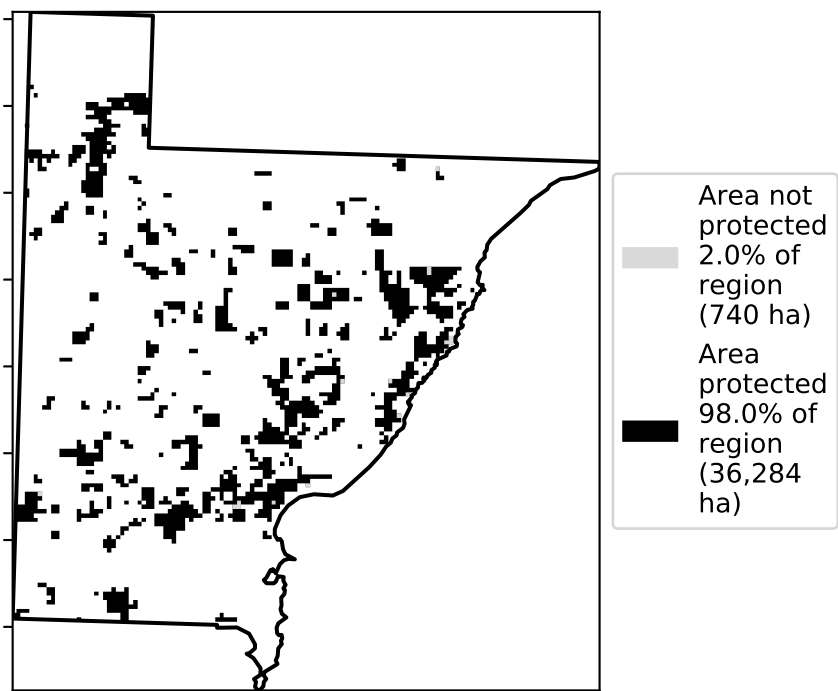 Area not
protected
2.0% of
region
(740 ha)
Area
protected
98.0% of
region
(36,284
ha)